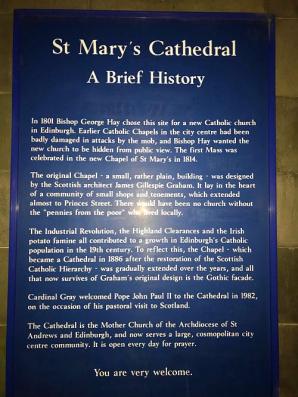 St Mary's Cathedral
A Brief History
In 1801 Bishop George Hay chose this site for a new Catholic church
in Edinburgh. Earlier Catholic Chapels in the city centre had been
badly damaged in attacks by the mob, and Bishop Hay wanted the
new church to be hidden from public view. The first Mass was
celebrated in the new Chapel of St Mary's in 1814.
The original Chapel - a small, rather plain, building - was designed
by the Scottish architect James Gillespie Graham. It lay in the heart
of a community of small shops and tenements, which extended
almost to Princes Street. There would have been no church without
the "pennies from the poor" who lived locally.
The Industrial Revolution, the Highland Clearances and the Irish
potato famine all contributed to a growth in Edinburgh's Catholic
population in the 19th century. To reflect this, the Chapel - which
became a Cathedral in 1886 after the restoration of the Scottish
Catholic Hierarchy - was gradually extended over the years, and all
that now survives of Graham's original design is the Gothic facade.
Cardinal Gray welcomed Pope John Paul II to the Cathedral in 1982,
on the occasion of his pastoral visit to Scotland.
The Cathedral is the Mother Church of the Archdiocese of St
Andrews and Edinburgh, and now serves a large, cosmopolitan city
centre community. It is open every day for prayer.
You are very welcome.